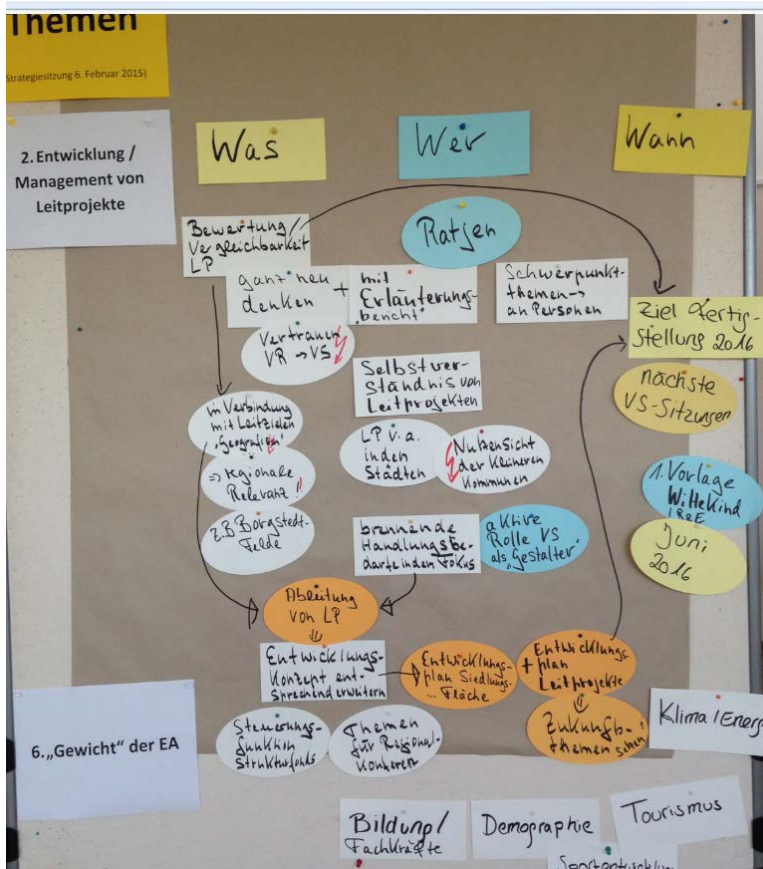 Themen
Strategiesitzung 6. Februar 2015)
2. Entwicklung /
Management von
Leitprojekte
Was
Wer
Wann
Bewertung/
Vergleichbarkeit
LP
Ratjen
ganz neu
denken
+
mit
Erläuterungs-
bericht"
Schwerpunkt-
themen →
an Personen
Ziel Fertig-
stellung 2016
Vertrauen
VR → VS
Selbstver-
ständnis von
Leitprojekten
nächste
VS-Sitzungen
in Verbindung
mit Leitzielen
"Geografien"
LP v.a.
in den
Städten
Nutzensicht
der kleineren
Kommunen
⇒ regionale
Relevanz !!
1. Vorlage
Wittekind
z.B. Borgstedt-
felde
brennende
Handlungsbe-
darfe in den Fokus
aktive
Rolle VS
als "Gestalter"
Juni
2016
Ableitung
von LP
⇓
Entwicklungs-
konzept ent-
sprechend erweitern
Entwicklungs-
plan Siedlungs-
... Fläche
+
Entwicklungs
plan
Leitprojekte
⇓
Zukunfts-
themen sehen!
6. „Gewicht“ der EA
Steuerungs-
funktion
Strukturfonds
Themen
für Regional-
konferenz
Klima/Energ
Bildung/
Fachkräfte
Demographie
Tourismus